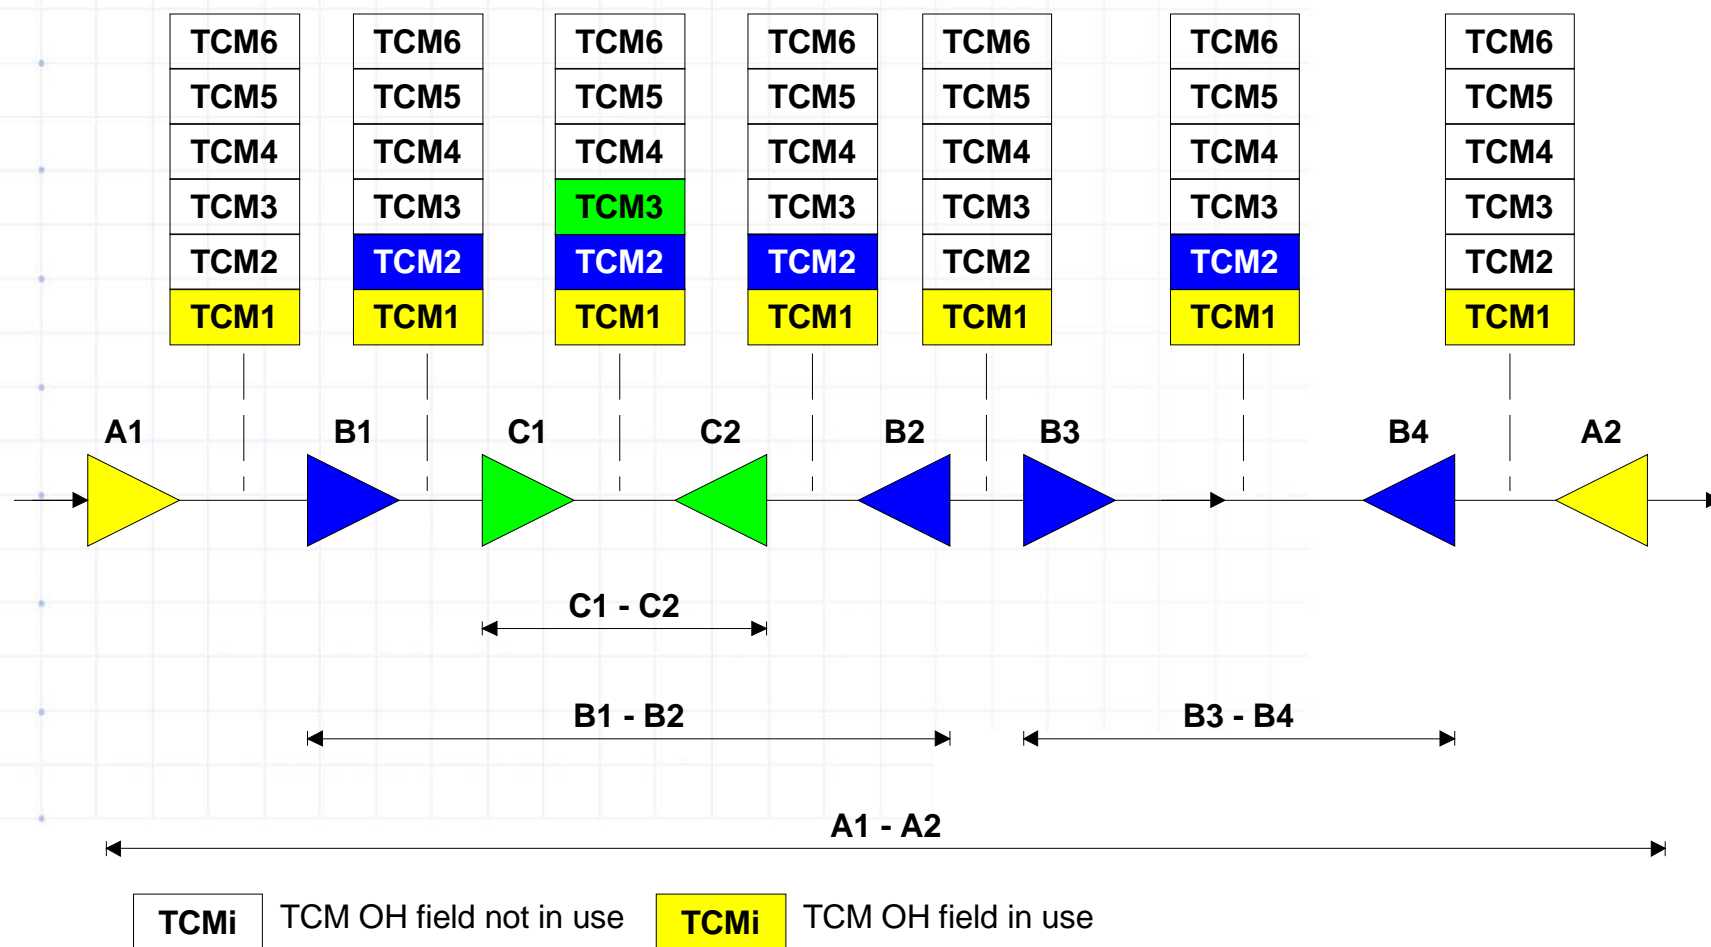 TCM6 TCM6 TCM6 TCM6 TCM6 TCM6 TCM6
TCM5 TCM5 TCM5 TCM5 TCM5 TCM5 TCM5
TCM4 TCM4 TCM4 TCM4 TCM4 TCM4 TCM4
TCM3 TCM3 TCM3 TCM3 TCM3 TCM3 TCM3
TCM2 TCM2 TCM2 TCM2 TCM2 TCM2 TCM2
TCM1 TCM1 TCM1 TCM1 TCM1 TCM1 TCM1
A1 B1 C1 C2 B2 B3 B4 A2
C1 - C2
B1 - B2 B3 - B4
A1 - A2
TCMi TCM OH field not in use TCMi TCM OH field in use